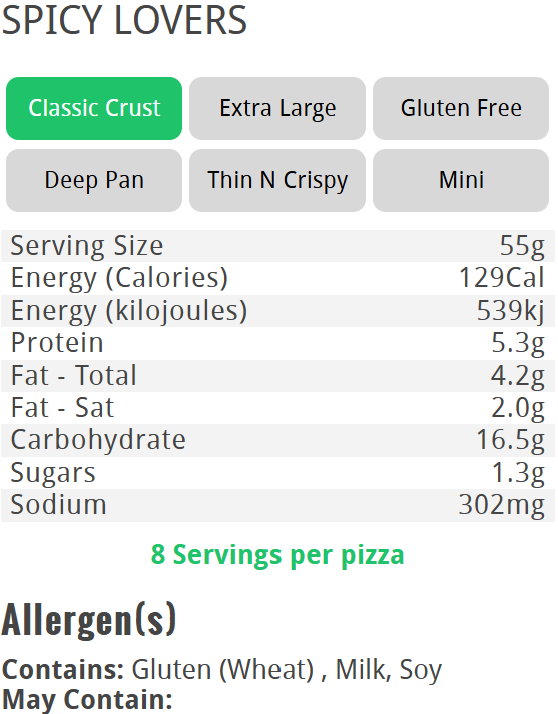 SPICY LOVERS
Classic Crust Extra Large Gluten Free
Deep Pan Thin N Crispy Mini
Serving Size 55g
Energy (Calories) 129Cal
Energy (kilojoules) 539kj
Protein 5.3g
Fat - Total 4.2g
Fat - Sat 2.0g
Carbohydrate 16.5g
Sugars 1.3g
Sodium 302mg
8 Servings per pizza
Allergen(s)
Contains: Gluten (Wheat) , Milk, Soy
May Contain: